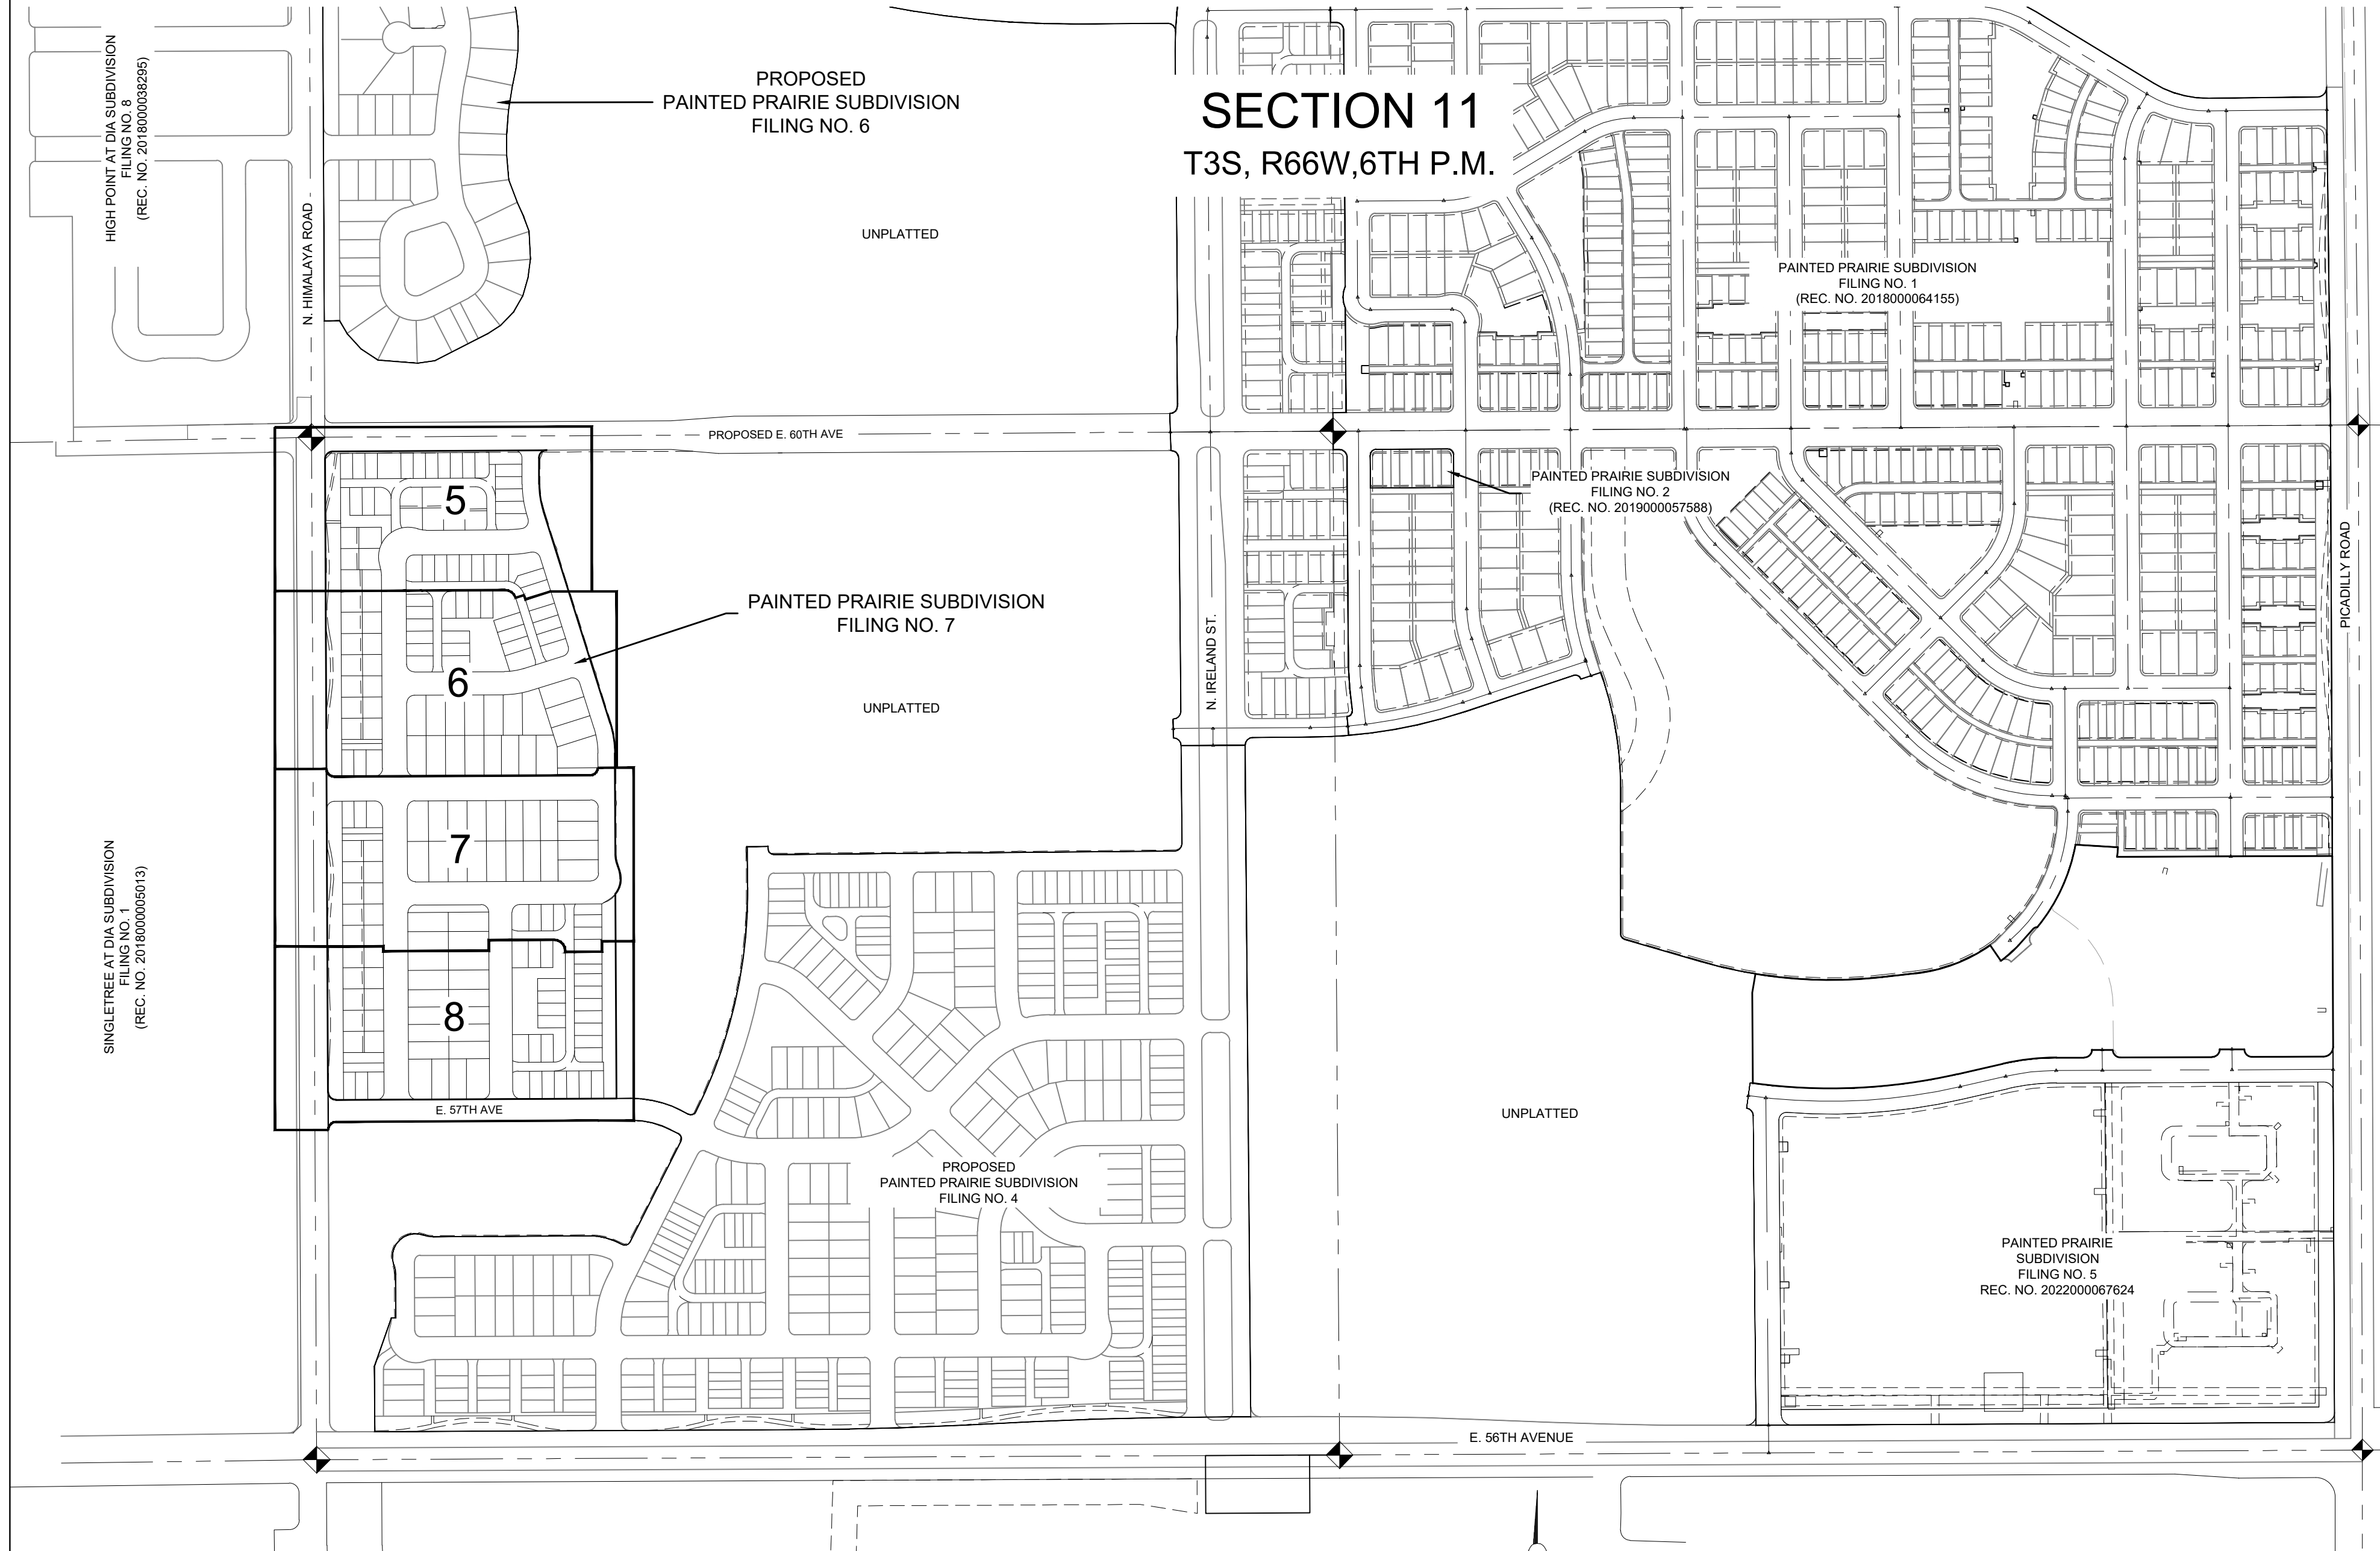 HIGH POINT AT DIA SUBDIVISION
FILING NO. 8
(REC. NO. 2018000038295)
N. HIMALAYA ROAD
PROPOSED
PAINTED PRAIRIE SUBDIVISION
FILING NO. 6
UNPLATTED
SECTION 11
T3S, R66W,6TH P.M.
PAINTED PRAIRIE SUBDIVISION
FILING NO. 1
(REC. NO. 2018000064155)
PROPOSED E. 60TH AVE
5
6
7
8
PAINTED PRAIRIE SUBDIVISION
FILING NO. 7
UNPLATTED
N. IRELAND ST.
PAINTED PRAIRIE SUBDIVISION
FILING NO. 2
(REC. NO. 2019000057588)
PICADILLY ROAD
SINGLETREE AT DIA SUBDIVISION
FILING NO. 1
(REC. NO. 2018000005013)
E. 57TH AVE
PROPOSED
PAINTED PRAIRIE SUBDIVISION
FILING NO. 4
UNPLATTED
PAINTED PRAIRIE
SUBDIVISION
FILING NO. 5
REC. NO. 2022000067624
E. 56TH AVENUE